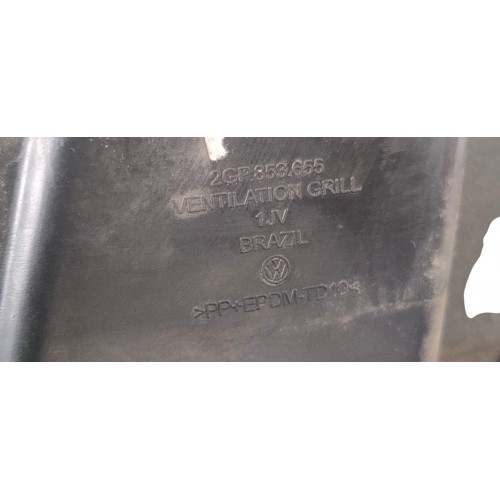 2GP.853.655
VENTILATION GRILL
1JV
BRAZIL
>PP+EPDM-TD10<